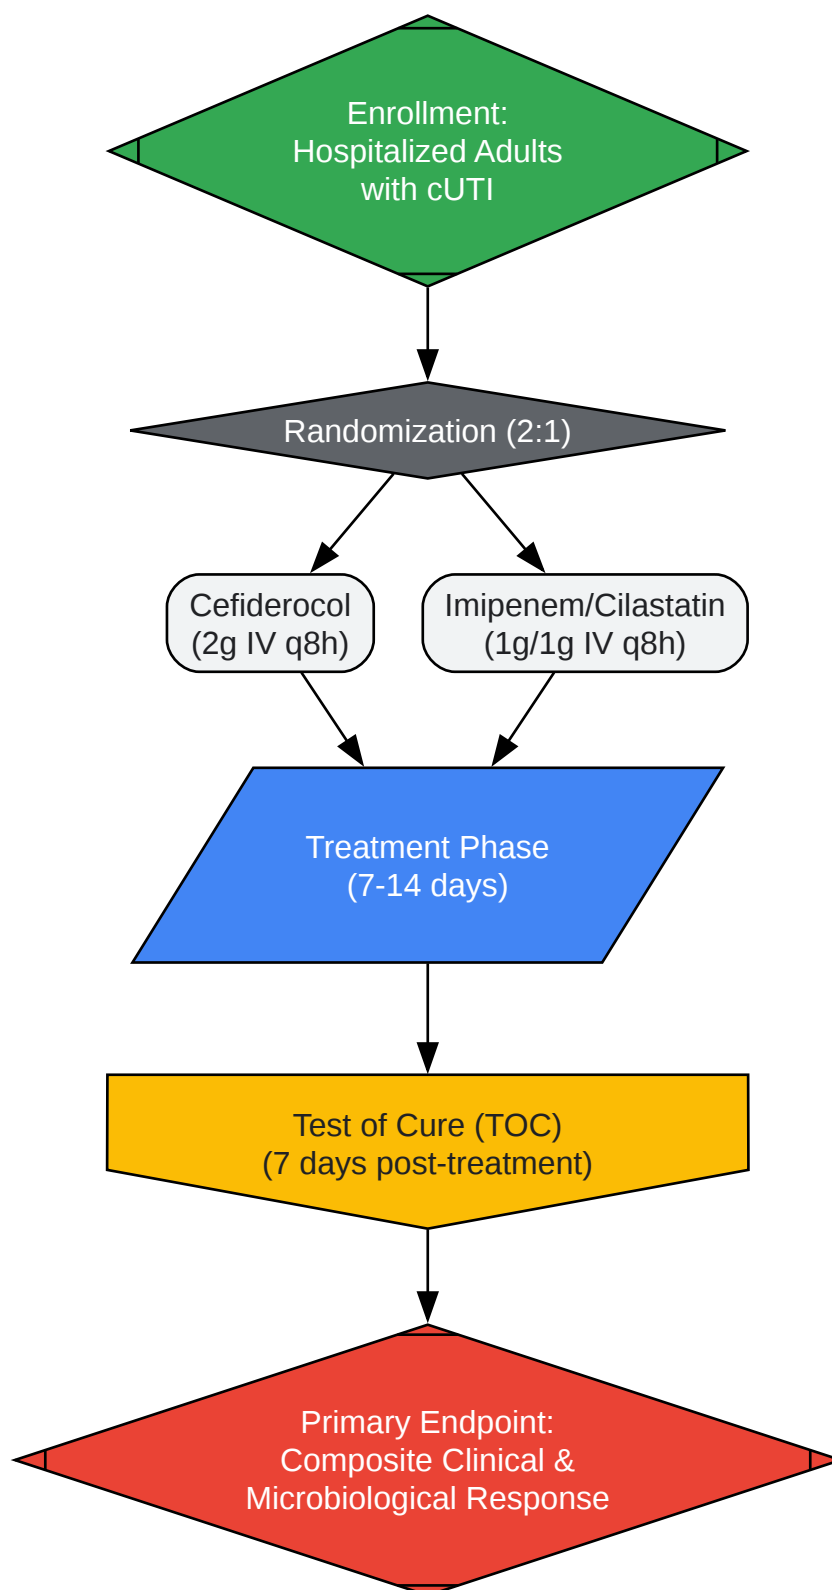 Enrollment:
Hospitalized Adults
with cUTI
Randomization (2:1)
Cefiderocol
(2g IV q8h)
Imipenem/Cilastatin
(1g/1g IV q8h)
Treatment Phase
(7-14 days)
Test of Cure (TOC)
(7 days post-treatment)
Primary Endpoint:
Composite Clinical &
Microbiological Response